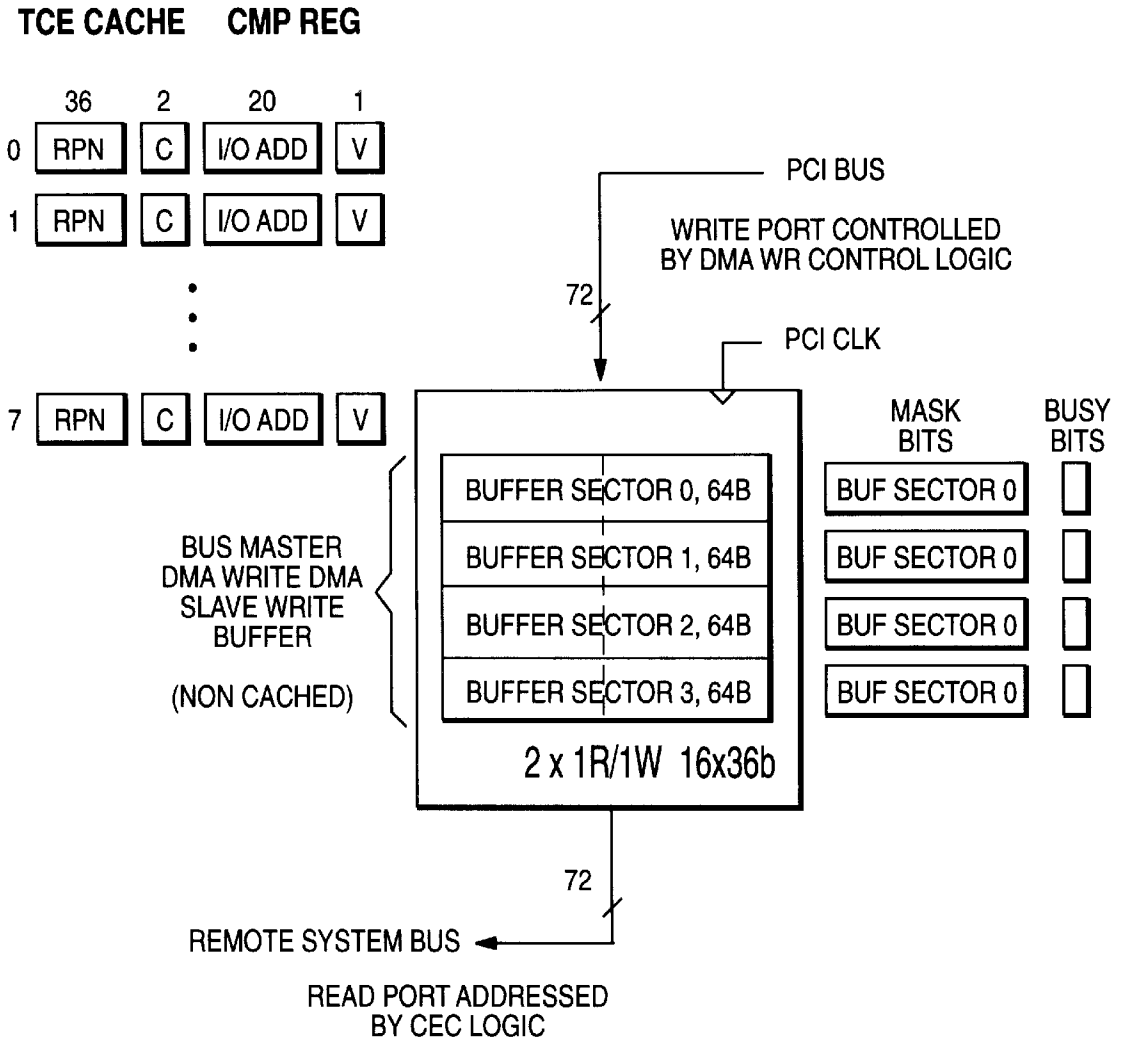 TCE CACHE CMP REG
36 2 20 1
0 RPN C I/O ADD V
1 RPN C I/O ADD V
7 RPN C I/O ADD V
PCI BUS
WRITE PORT CONTROLLED
BY DMA WR CONTROL LOGIC
72
PCI CLK
MASK
BITS
BUSY
BITS
BUS MASTER
DMA WRITE DMA
SLAVE WRITE
BUFFER
(NON CACHED)
BUFFER SECTOR 0, 64B
BUFFER SECTOR 1, 64B
BUFFER SECTOR 2, 64B
BUFFER SECTOR 3, 64B
BUF SECTOR 0
BUF SECTOR 0
BUF SECTOR 0
BUF SECTOR 0
2 x 1R/1W 16x36b
72
REMOTE SYSTEM BUS
READ PORT ADDRESSED
BY CEC LOGIC